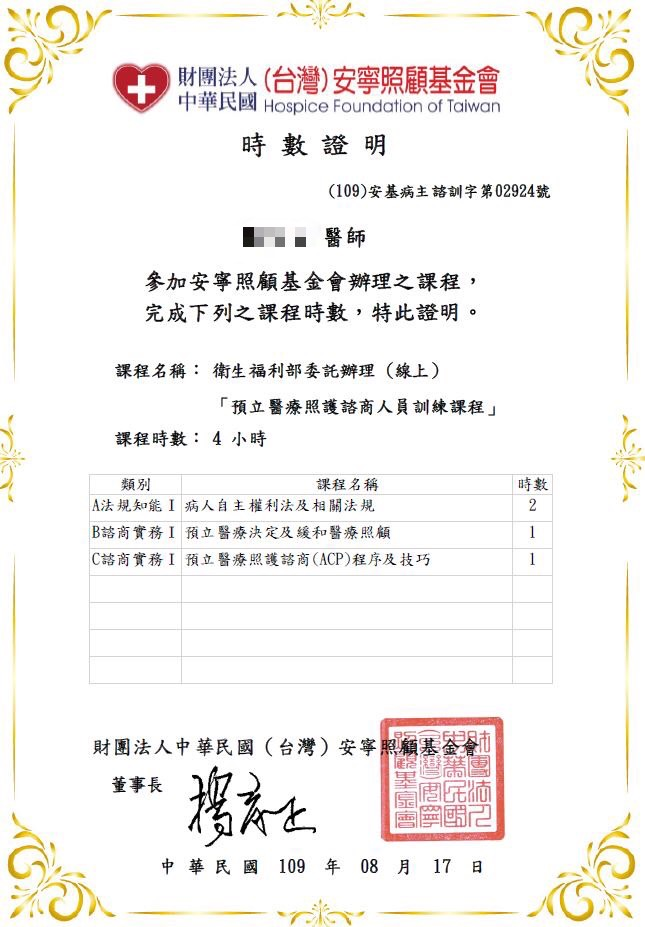 財團法人
中華民國
(台灣)安寧照顧基金會
Hospice Foundation of Taiwan
時數證明
(109)安基病主諮訓字第02924號
醫師
參加安寧照顧基金會辦理之課程，
完成下列之課程時數，特此證明。
課程名稱： 衛生福利部委託辦理（線上）
「預立醫療照護諮商人員訓練課程」
課程時數： 4 小時
類別 課程名稱 時數
A法規知能Ⅰ 病人自主權利法及相關法規 2
B諮商實務Ⅰ 預立醫療決定及緩和醫療照顧 1
C諮商實務Ⅰ 預立醫療照護諮商(ACP)程序及技巧 1
財團法人中華民國（台灣）安寧照顧基金會
董事長
中華民國 109 年 08 月 17 日